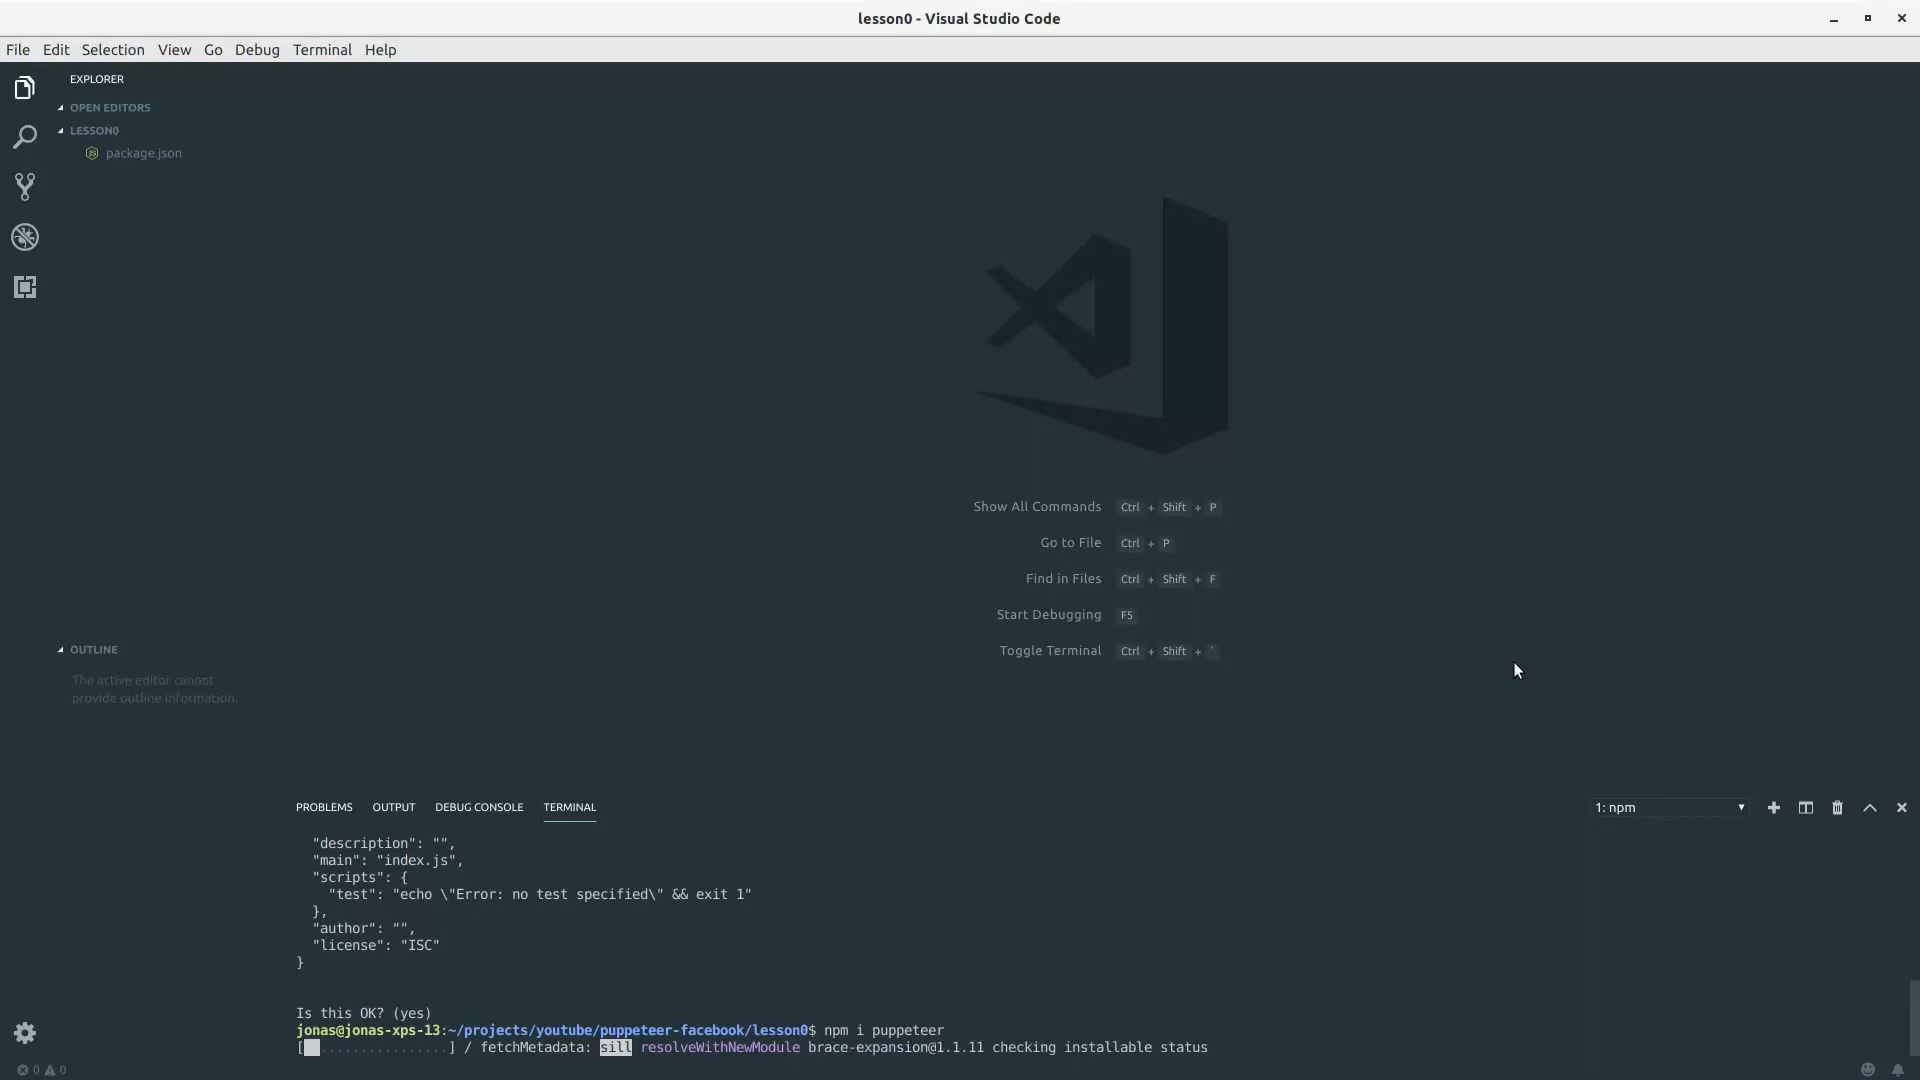 lesson0 - Visual Studio Code
File Edit Selection View Go Debug Terminal Help
EXPLORER
OPEN EDITORS
LESSON0
package.json
Show All Commands Ctrl + Shift + P
Go to File Ctrl + P
Find in Files Ctrl + Shift + F
Start Debugging F5
Toggle Terminal Ctrl + Shift + ´
OUTLINE
The active editor cannot
provide outline information.
PROBLEMS OUTPUT DEBUG CONSOLE TERMINAL 1: npm
"description": "",
"main": "index.js",
"scripts": {
"test": "echo \"Error: no test specified\" && exit 1"
},
"author": "",
"license": "ISC"
}
Is this OK? (yes)
jonas@jonas-xps-13:~/projects/youtube/puppeteer-facebook/lesson0$ npm i puppeteer
[  ................] / fetchMetadata: sill resolveWithNewModule brace-expansion@1.1.11 checking installable status
0 0